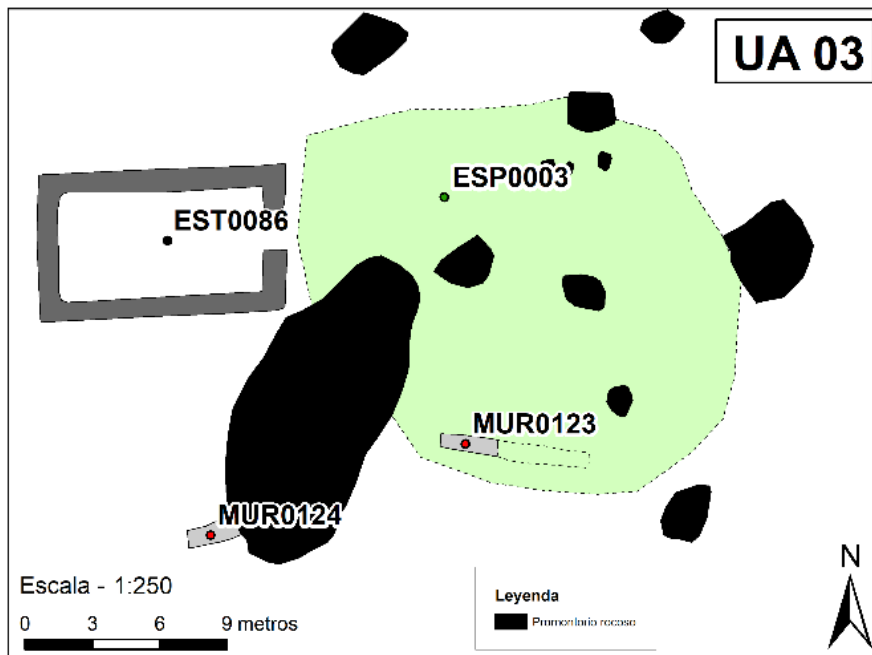 UA 03
ESP0003
EST0086
MUR0123
MUR0124
Escala - 1:250
0 3 6 9 metros
Leyenda
Promontorio rocoso
N